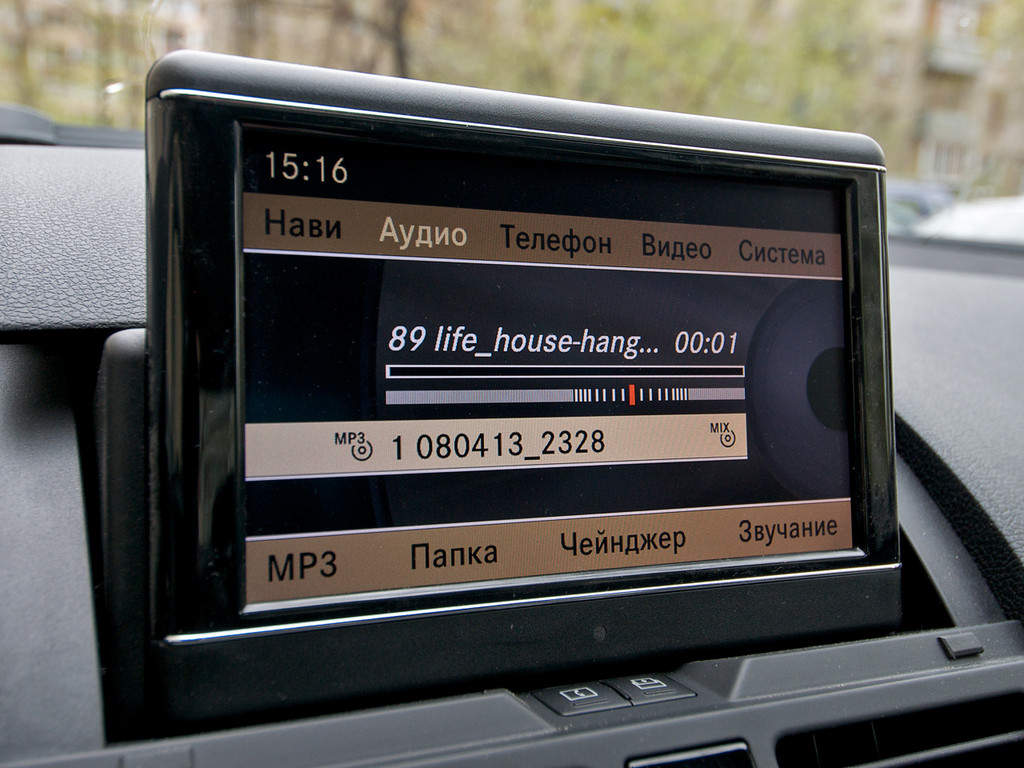 15:16
Нави Аудио Телефон Видео Система
89 life_house-hang... 00:01
MP3 1 080413_2328 MIX
MP3 Папка Чейнджер Звучание